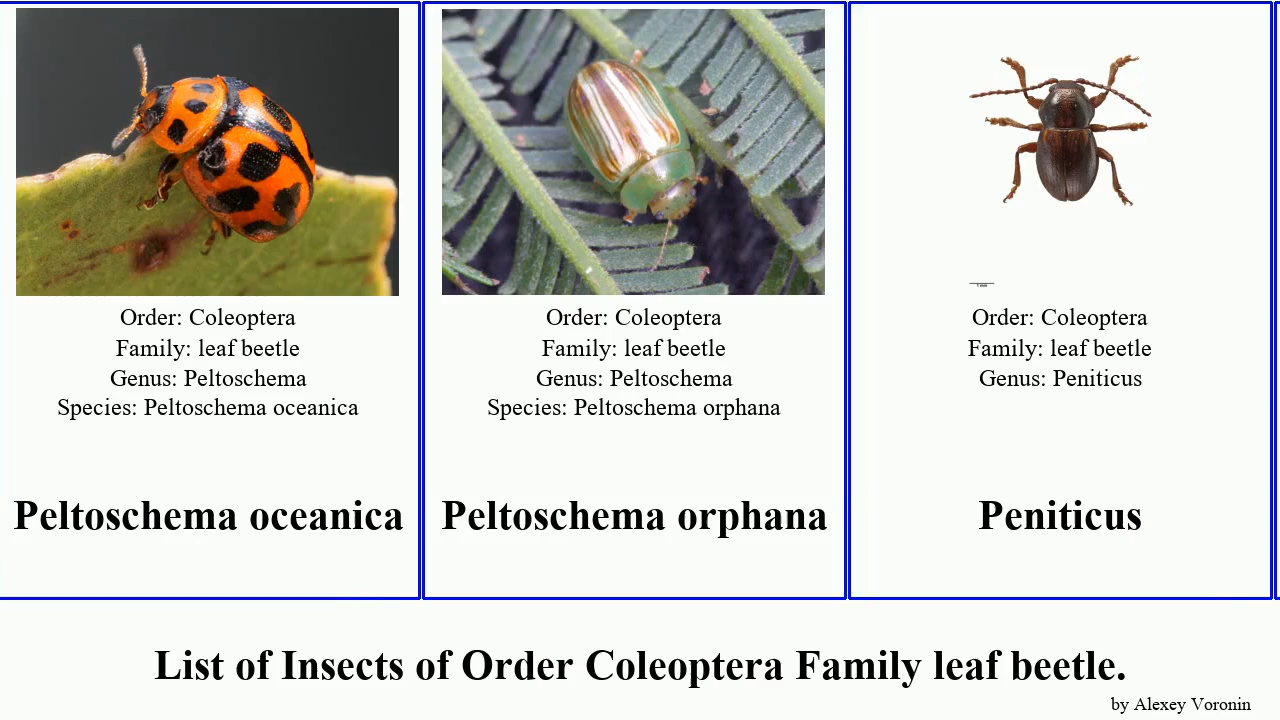 Order: Coleoptera
Family: leaf beetle
Genus: Peltoschema
Species: Peltoschema oceanica
Peltoschema oceanica
Order: Coleoptera
Family: leaf beetle
Genus: Peltoschema
Species: Peltoschema orphana
Peltoschema orphana
Order: Coleoptera
Family: leaf beetle
Genus: Peniticus
Peniticus
List of Insects of Order Coleoptera Family leaf beetle.
by Alexey Voronin